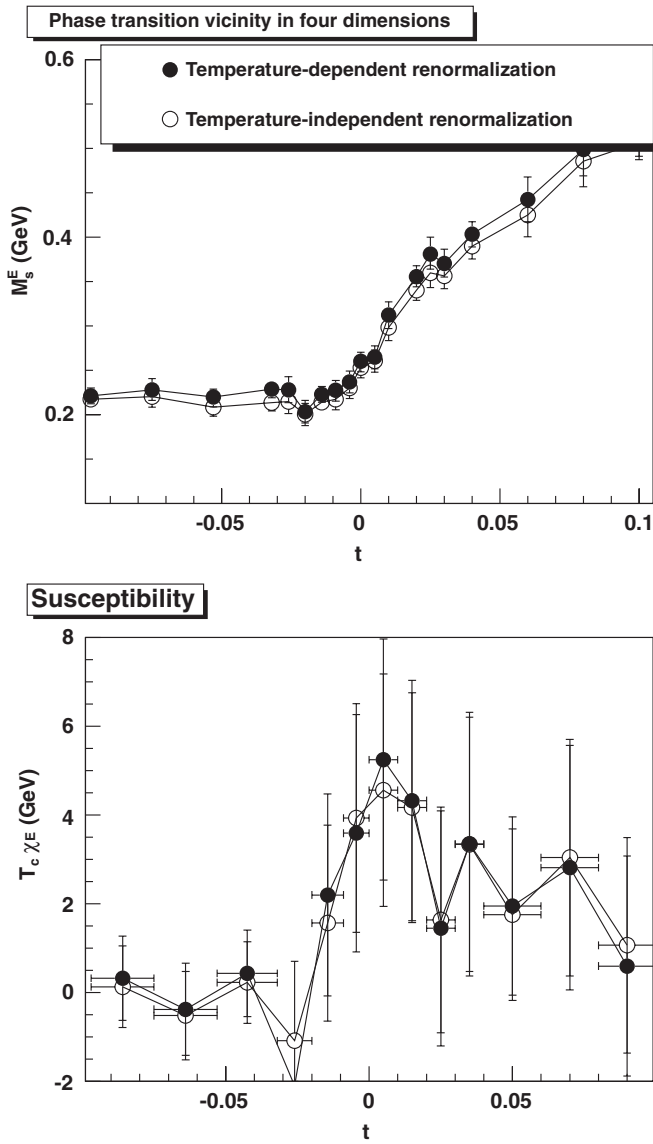 Phase transition vicinity in four dimensions
Temperature-dependent renormalization
Temperature-independent renormalization
0.6
0.4
0.2
M_s^E (GeV)
-0.05 0 0.05 0.1
t
Susceptibility
8
6
4
2
0
-2
T_c χ_E (GeV)
-0.05 0 0.05
t